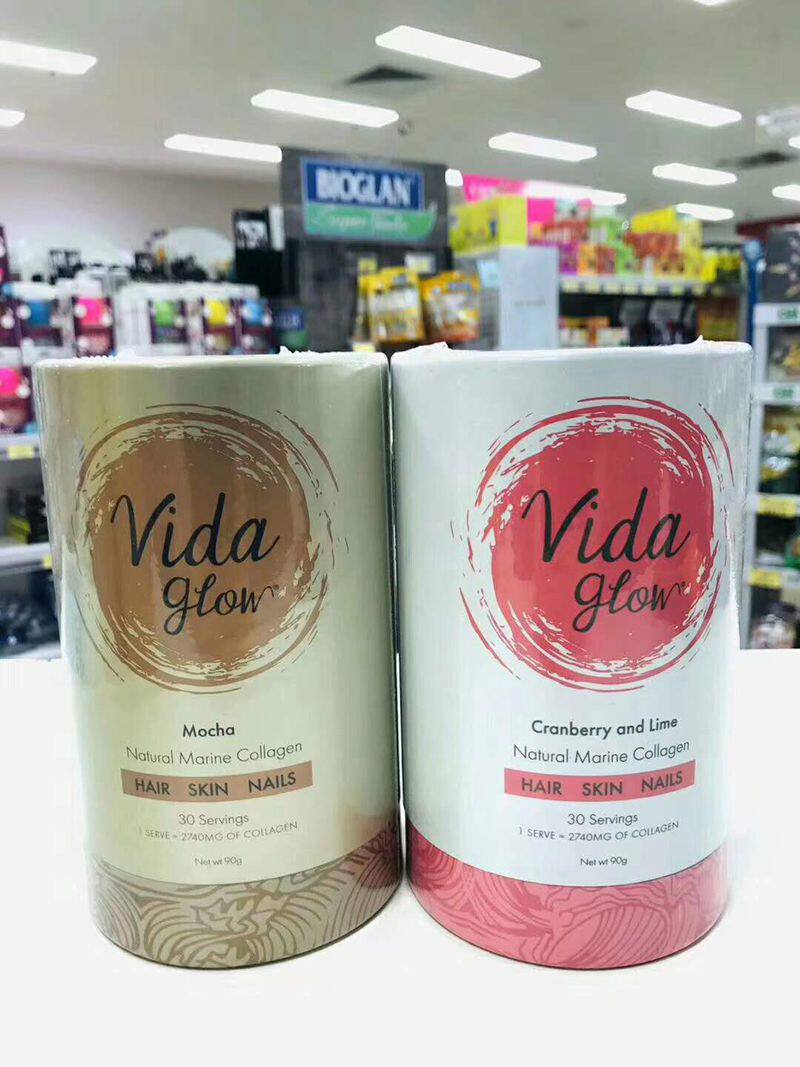 BIOGLAN
Vida
glow®
Mocha
Natural Marine Collagen
HAIR SKIN NAILS
30 Servings
1 SERVE = 2740MG OF COLLAGEN
Net wt 90g
Vida
glow®
Cranberry and Lime
Natural Marine Collagen
HAIR SKIN NAILS
30 Servings
1 SERVE = 2740MG OF COLLAGEN
Net wt 90g